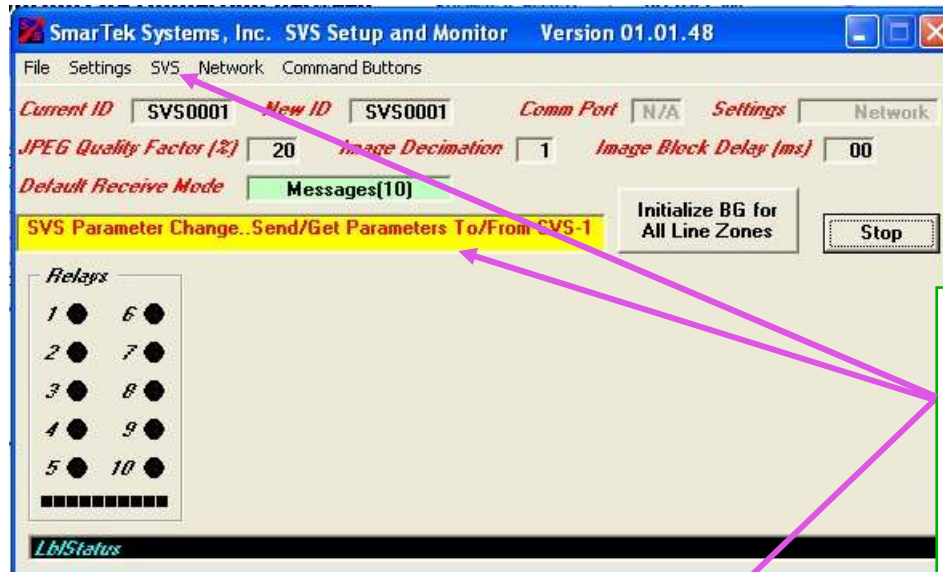 SmarTek Systems, Inc. SVS Setup and Monitor Version 01.01.48
File Settings SVS Network Command Buttons
Current ID SVS0001 New ID SVS0001 Comm Port N/A Settings Network
JPEG Quality Factor (%) 20 Image Decimation 1 Image Block Delay (ms) 00
Default Receive Mode Messages(10)
SVS Parameter Change..Send/Get Parameters To/From SVS-1
Initialize BG for
All Line Zones
Stop
Relays
1 6
2 7
3 8
4 9
5 10
LblStatus